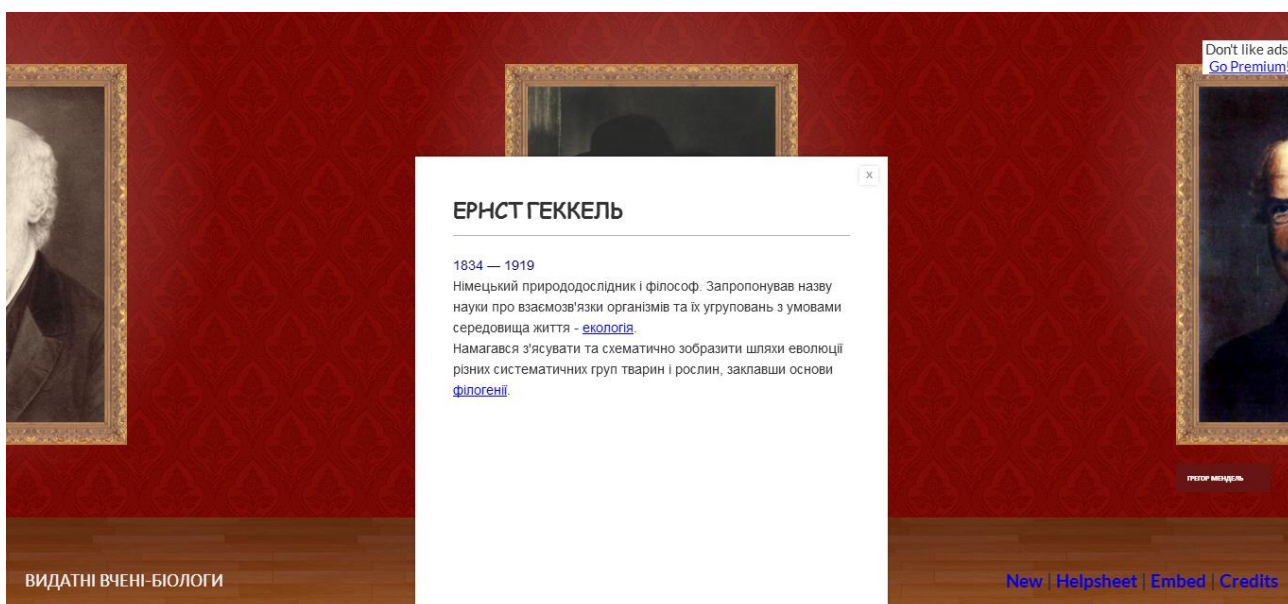 Don't like ads
Go Premium!
x
ЕРНСТ ГЕККЕЛЬ
1834 — 1919
Німецький природодослідник і філософ. Запропонував назву
науки про взаємозв'язки організмів та їх угруповань з умовами
середовища життя - екологія.
Намагався з'ясувати та схематично зобразити шляхи еволюції
різних систематичних груп тварин і рослин, заклавши основи
філогенії.
ГРЕГОР МЕНДЕЛЬ
ВИДАТНІ ВЧЕНІ-БІОЛОГИ
New | Helpsheet | Embed | Credits